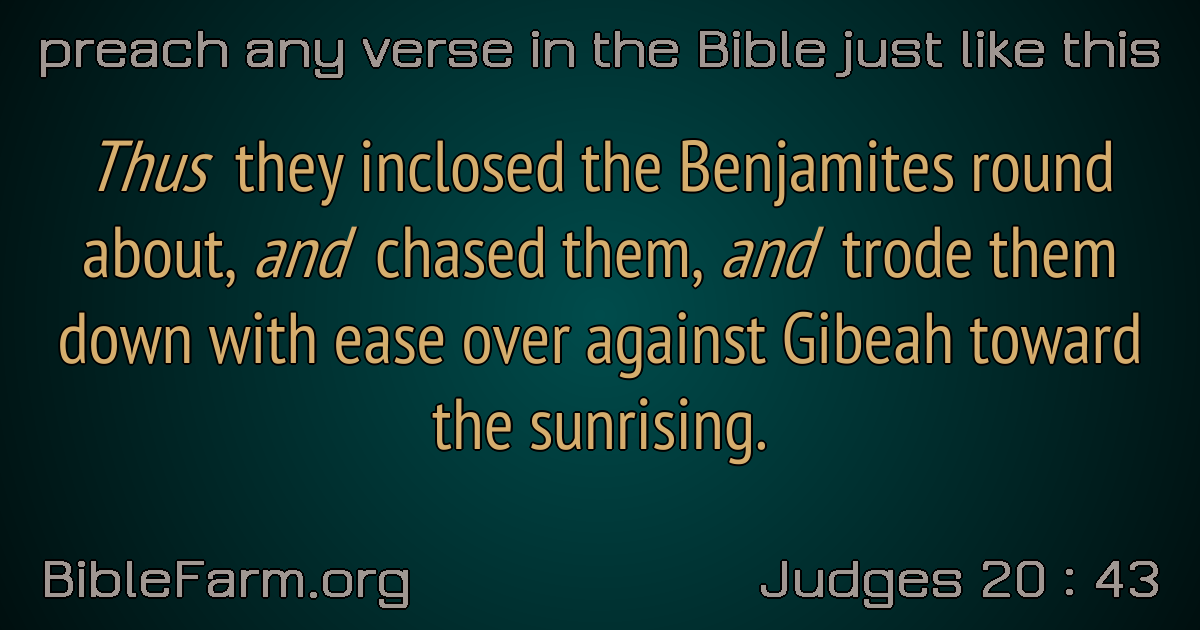 preach any verse in the Bible just like this
Thus they inclosed the Benjamites round
about, and chased them, and trode them
down with ease over against Gibeah toward
the sunrising.
BibleFarm.org
Judges 20 : 43